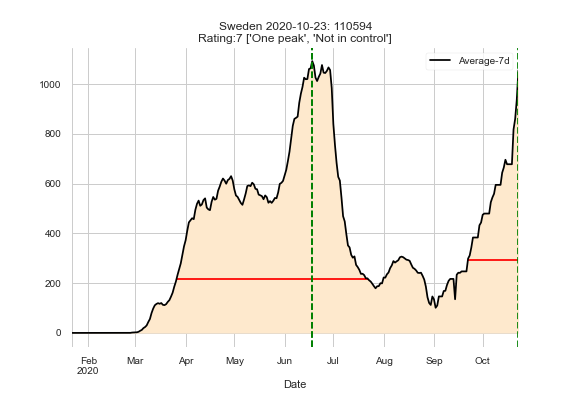 Sweden 2020-10-23: 110594
Rating:7 ['One peak', 'Not in control']
Average-7d
1000
800
600
400
200
0
Feb Mar Apr May Jun Jul Aug Sep Oct
2020
Date